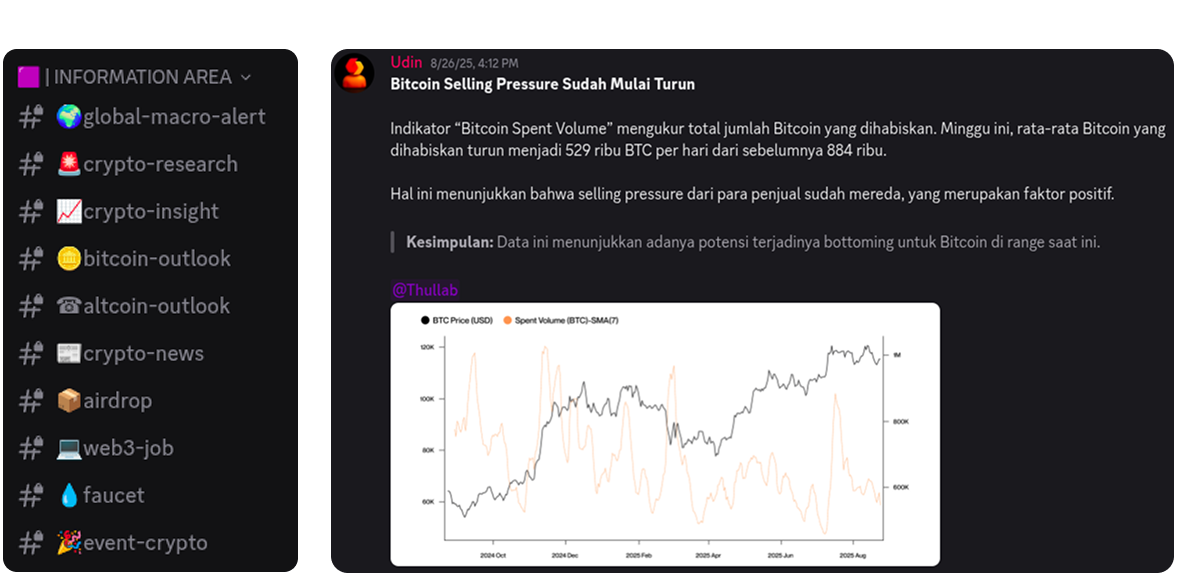 | INFORMATION AREA
global-macro-alert
crypto-research
crypto-insight
bitcoin-outlook
altcoin-outlook
crypto-news
airdrop
web3-job
faucet
event-crypto
Udin 8/26/25, 4:12 PM
Bitcoin Selling Pressure Sudah Mulai Turun
Indikator “Bitcoin Spent Volume” mengukur total jumlah Bitcoin yang dihabiskan. Minggu ini, rata-rata Bitcoin yang
dihabiskan turun menjadi 529 ribu BTC per hari dari sebelumnya 884 ribu.
Hal ini menunjukkan bahwa selling pressure dari para penjual sudah mereda, yang merupakan faktor positif.
Kesimpulan: Data ini menunjukkan adanya potensi terjadinya bottoming untuk Bitcoin di range saat ini.
@Thullab
BTC Price (USD) Spent Volume (BTC)-SMA(7)
120K
1M
100K
800K
80K
600K
60K
2024 Oct 2024 Dec 2025 Feb 2025 Apr 2025 Jun 2025 Aug